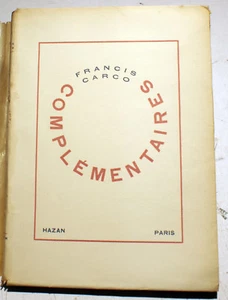 FRANCIS
CARCO
COMPLÉMENTAIRES
HAZAN PARIS